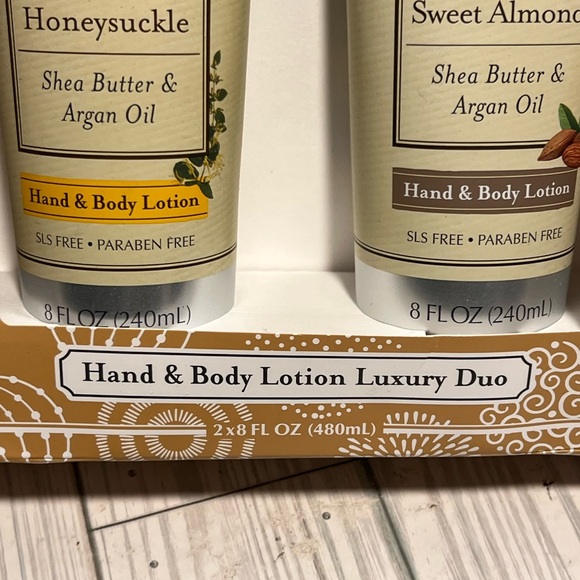 Honeysuckle
Shea Butter &
Argan Oil
Hand & Body Lotion
SLS FREE • PARABEN FREE
8 FL OZ (240mL)
Sweet Almond
Shea Butter &
Argan Oil
Hand & Body Lotion
SLS FREE • PARABEN FREE
8 FL OZ (240mL)
Hand & Body Lotion Luxury Duo
2x8 FL OZ (480mL)